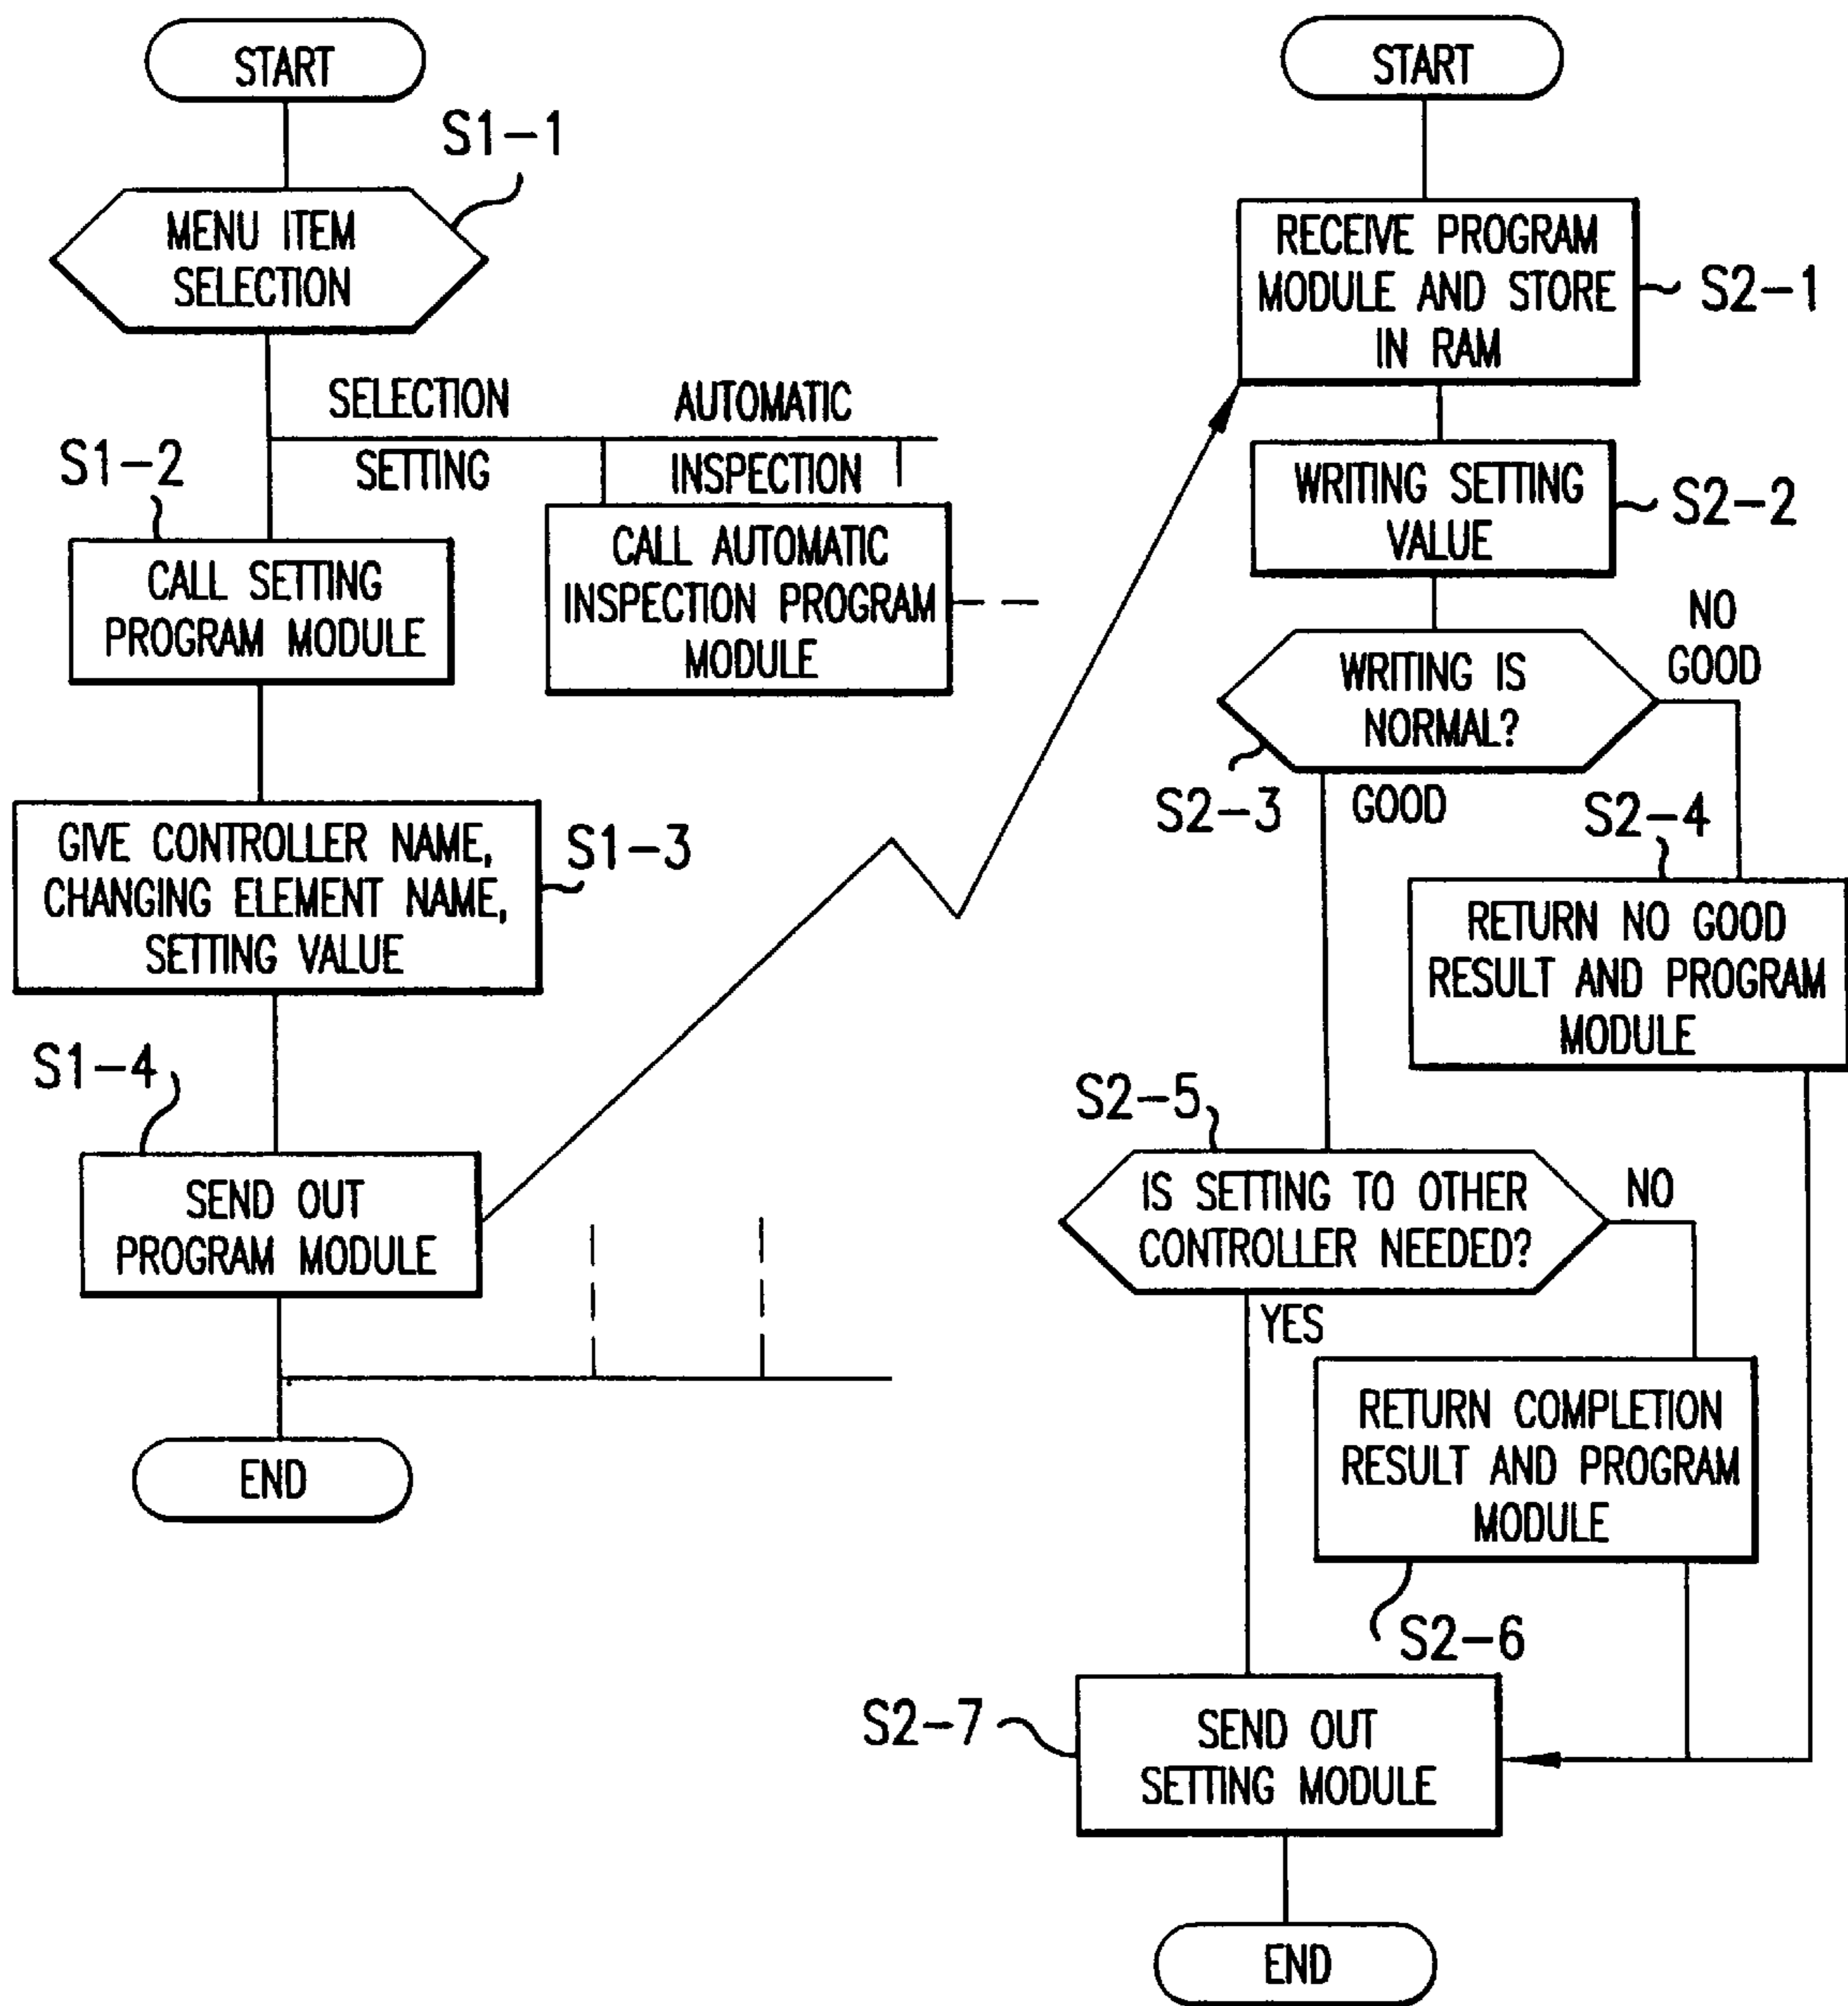 START
S1-1
MENU ITEM
SELECTION
SELECTION
SETTING
AUTOMATIC
INSPECTION
S1-2
CALL SETTING
PROGRAM MODULE
CALL AUTOMATIC
INSPECTION PROGRAM
MODULE
GIVE CONTROLLER NAME,
CHANGING ELEMENT NAME,
SETTING VALUE
S1-3
S1-4
SEND OUT
PROGRAM MODULE
END
START
RECEIVE PROGRAM
MODULE AND STORE
IN RAM
S2-1
WRITING SETTING
VALUE
S2-2
WRITING IS
NORMAL?
NO
GOOD
S2-3
GOOD
S2-4
RETURN NO GOOD
RESULT AND PROGRAM
MODULE
S2-5
IS SETTING TO OTHER
CONTROLLER NEEDED?
NO
YES
RETURN COMPLETION
RESULT AND PROGRAM
MODULE
S2-6
S2-7
SEND OUT
SETTING MODULE
END